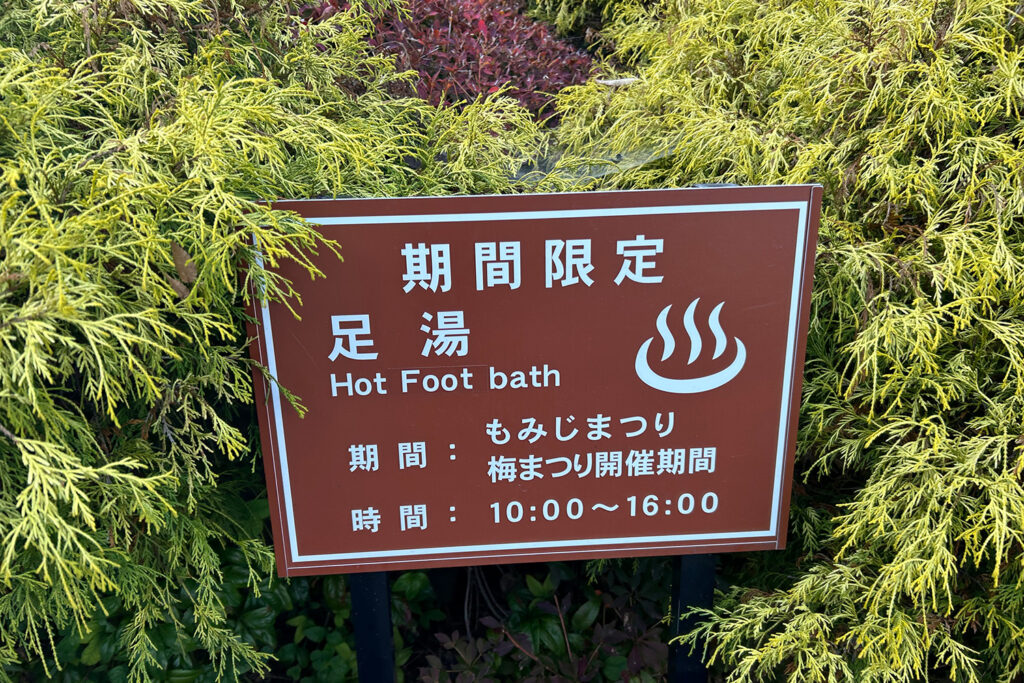 期間限定
足 湯
Hot Foot bath
期 間 : もみじまつり
梅まつり開催期間
時 間 : 10:00〜16:00